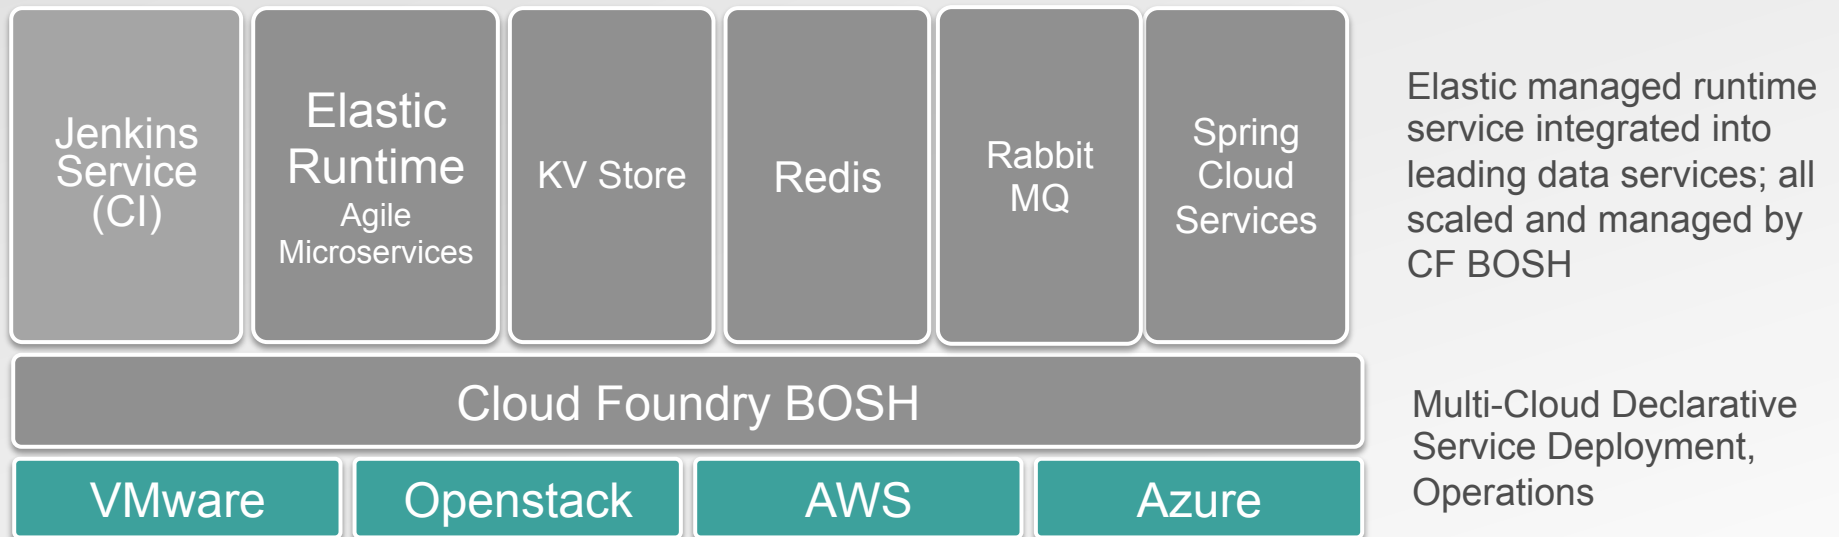 Jenkins
Service
(CI)
Elastic
Runtime
Agile
Microservices
KV Store
Redis
Rabbit
MQ
Spring
Cloud
Services
Elastic managed runtime
service integrated into
leading data services; all
scaled and managed by
CF BOSH
Cloud Foundry BOSH
Multi-Cloud Declarative
Service Deployment,
Operations
VMware
Openstack
AWS
Azure